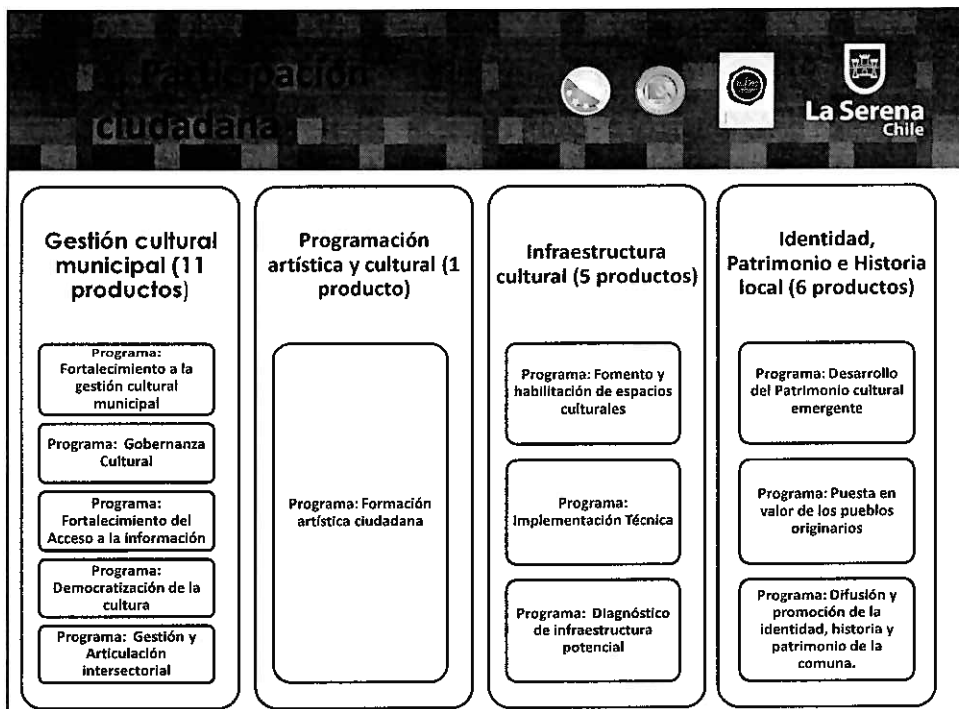 Participación
ciudadana
La Serena
Chile
Gestión cultural
municipal (11
productos)
Programa:
Fortalecimiento a la
gestión cultural
municipal
Programa: Gobernanza
Cultural
Programa:
Fortalecimiento del
Acceso a la información
Programa:
Democratización de la
cultura
Programa: Gestión y
Articulación
intersectorial
Programación
artística y cultural (1
producto)
Programa: Formación
artística ciudadana
Infraestructura
cultural (5 productos)
Programa: Fomento y
habilitación de espacios
culturales
Programa:
Implementación Técnica
Programa: Diagnóstico
de infraestructura
potencial
Identidad,
Patrimonio e Historia
local (6 productos)
Programa: Desarrollo
del Patrimonio cultural
emergente
Programa: Puesta en
valor de los pueblos
originarios
Programa: Difusión y
promoción de la
identidad, historia y
patrimonio de la
comuna.